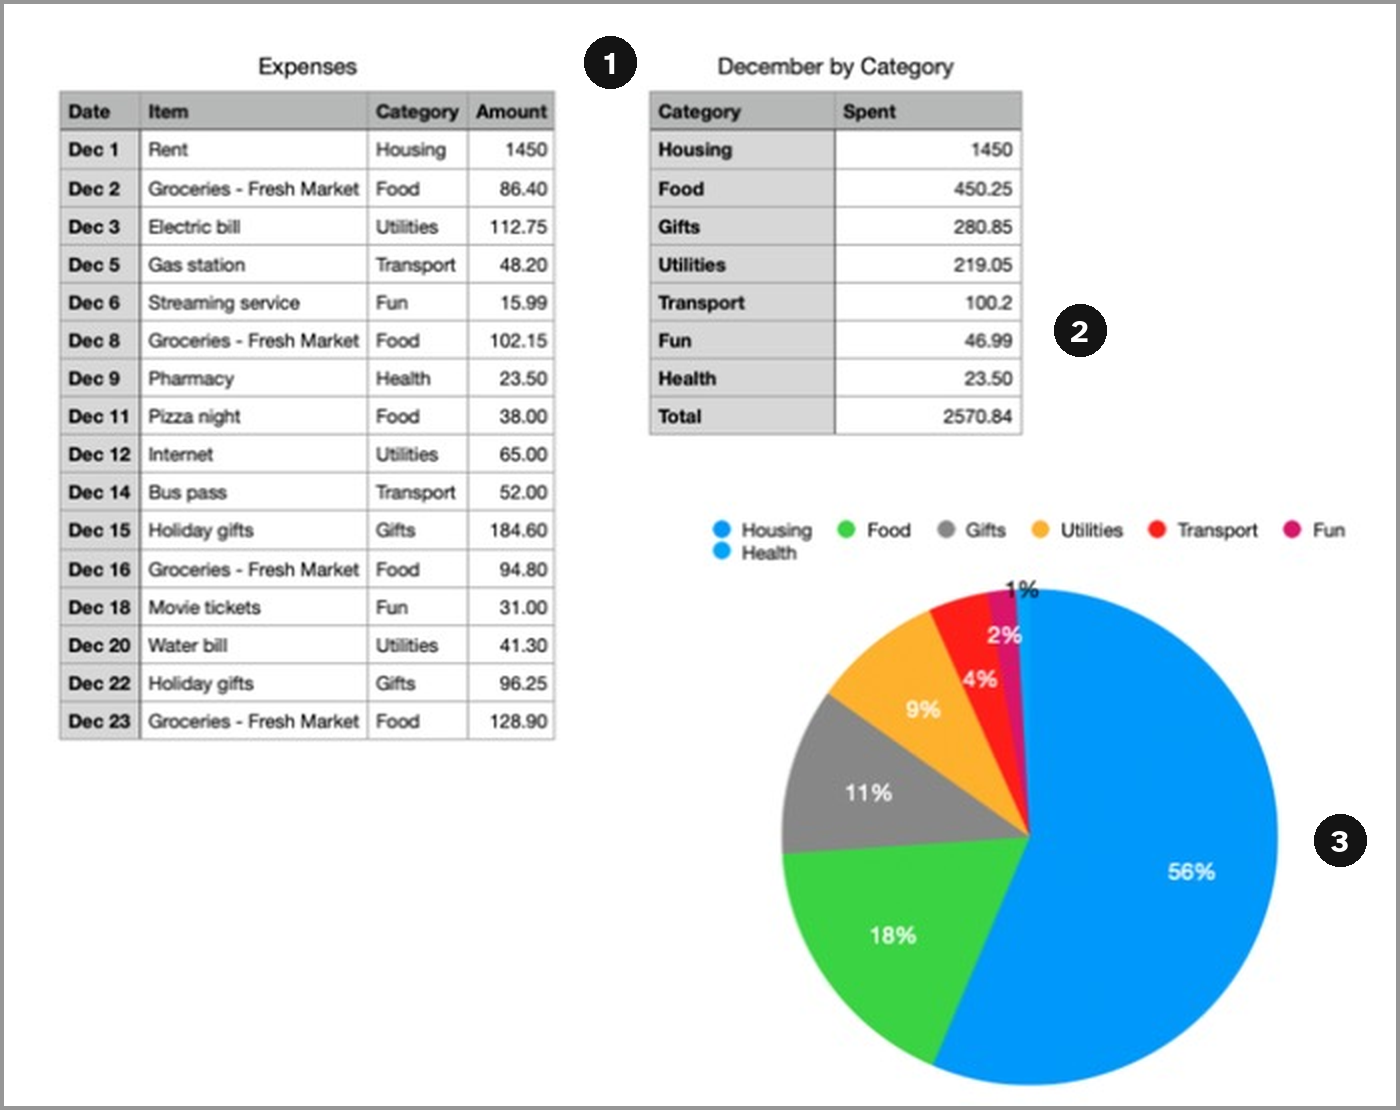 Expenses
Date Item Category Amount
Dec 1 Rent Housing 1450
Dec 2 Groceries - Fresh Market Food 86.40
Dec 3 Electric bill Utilities 112.75
Dec 5 Gas station Transport 48.20
Dec 6 Streaming service Fun 15.99
Dec 8 Groceries - Fresh Market Food 102.15
Dec 9 Pharmacy Health 23.50
Dec 11 Pizza night Food 38.00
Dec 12 Internet Utilities 65.00
Dec 14 Bus pass Transport 52.00
Dec 15 Holiday gifts Gifts 184.60
Dec 16 Groceries - Fresh Market Food 94.80
Dec 18 Movie tickets Fun 31.00
Dec 20 Water bill Utilities 41.30
Dec 22 Holiday gifts Gifts 96.25
Dec 23 Groceries - Fresh Market Food 128.90
1
December by Category
Category Spent
Housing 1450
Food 450.25
Gifts 280.85
Utilities 219.05
Transport 100.2
Fun 46.99
Health 23.50
Total 2570.84
2
Housing Food Gifts Utilities Transport Fun
Health
1%
2%
4%
9%
11%
56%
18%
3